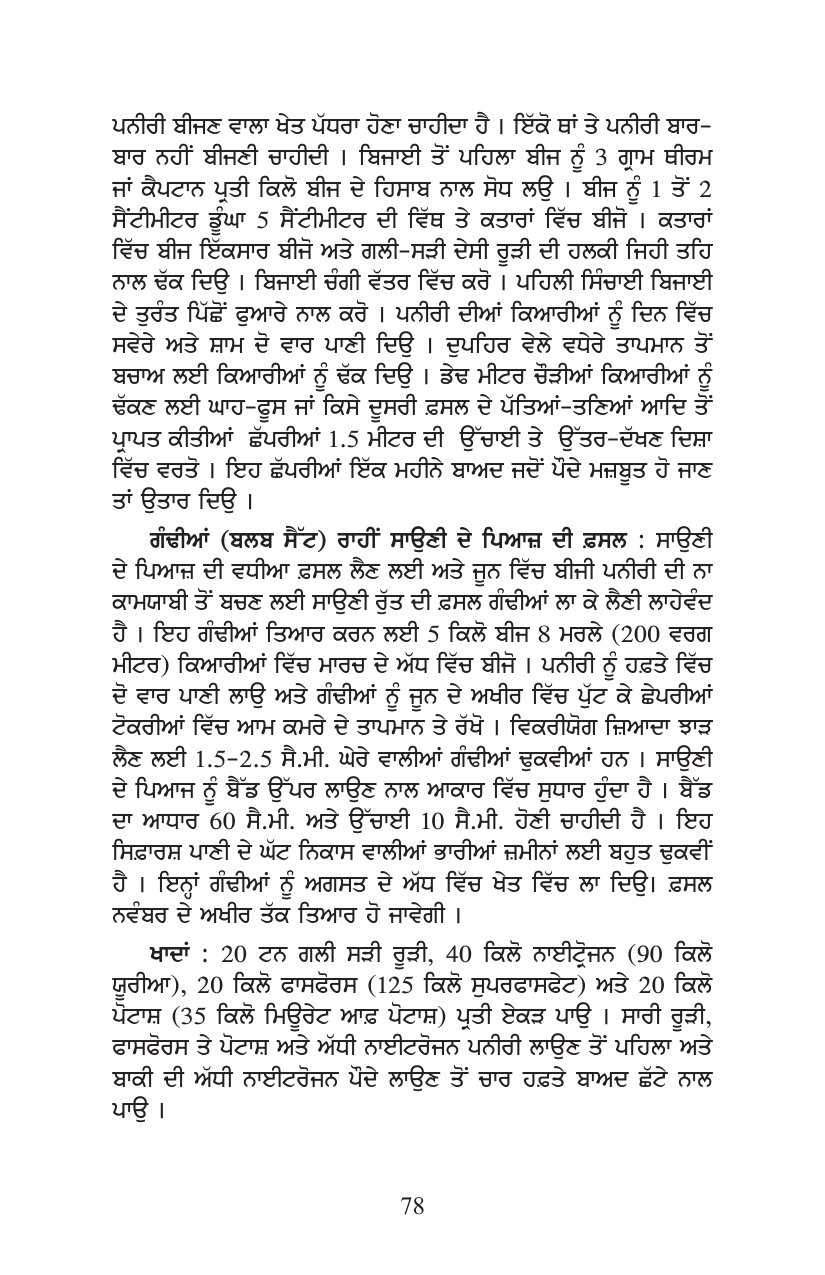 ਪਨੀਰੀ ਬੀਜਣ ਵਾਲਾ ਖੇਤ ਪੱਧਰਾ ਹੋਣਾ ਚਾਹੀਦਾ ਹੈ । ਇੱਕੋ ਥਾਂ ਤੇ ਪਨੀਰੀ ਬਾਰ-
ਬਾਰ ਨਹੀਂ ਬੀਜਣੀ ਚਾਹੀਦੀ । ਬਿਜਾਈ ਤੋਂ ਪਹਿਲਾ ਬੀਜ ਨੂੰ 3 ਗ੍ਰਾਮ ਥੀਰਮ
ਜਾਂ ਕੈਪਟਾਨ ਪ੍ਰਤੀ ਕਿਲੋ ਬੀਜ ਦੇ ਹਿਸਾਬ ਨਾਲ ਸੋਧ ਲਉ । ਬੀਜ ਨੂੰ 1 ਤੋਂ 2
ਸੈਂਟੀਮੀਟਰ ਡੂੰਘਾ 5 ਸੈਂਟੀਮੀਟਰ ਦੀ ਵਿੱਥ ਤੇ ਕਤਾਰਾਂ ਵਿੱਚ ਬੀਜੋ । ਕਤਾਰਾਂ
ਵਿੱਚ ਬੀਜ ਇੱਕਸਾਰ ਬੀਜੋ ਅਤੇ ਗਲੀ-ਸੜੀ ਦੇਸੀ ਰੂੜੀ ਦੀ ਹਲਕੀ ਜਿਹੀ ਤਹਿ
ਨਾਲ ਢੱਕ ਦਿਉ । ਬਿਜਾਈ ਚੰਗੀ ਵੱਤਰ ਵਿੱਚ ਕਰੋ । ਪਹਿਲੀ ਸਿੰਚਾਈ ਬਿਜਾਈ
ਦੇ ਤੁਰੰਤ ਪਿੱਛੋਂ ਫੁਆਰੇ ਨਾਲ ਕਰੋ । ਪਨੀਰੀ ਦੀਆਂ ਕਿਆਰੀਆਂ ਨੂੰ ਦਿਨ ਵਿੱਚ
ਸਵੇਰੇ ਅਤੇ ਸ਼ਾਮ ਦੋ ਵਾਰ ਪਾਣੀ ਦਿਉ । ਦੁਪਹਿਰ ਵੇਲੇ ਵਧੇਰੇ ਤਾਪਮਾਨ ਤੋਂ
ਬਚਾਅ ਲਈ ਕਿਆਰੀਆਂ ਨੂੰ ਢੱਕ ਦਿਉ । ਡੇਢ ਮੀਟਰ ਚੌੜੀਆਂ ਕਿਆਰੀਆਂ ਨੂੰ
ਢੱਕਣ ਲਈ ਘਾਹ-ਫੂਸ ਜਾਂ ਕਿਸੇ ਦੂਸਰੀ ਫ਼ਸਲ ਦੇ ਪੱਤਿਆਂ-ਤਣਿਆਂ ਆਦਿ ਤੋਂ
ਪ੍ਰਾਪਤ ਕੀਤੀਆਂ ਛੱਪਰੀਆਂ 1.5 ਮੀਟਰ ਦੀ ਉੱਚਾਈ ਤੇ ਉੱਤਰ-ਦੱਖਣ ਦਿਸ਼ਾ
ਵਿੱਚ ਵਰਤੋ । ਇਹ ਛੱਪਰੀਆਂ ਇੱਕ ਮਹੀਨੇ ਬਾਅਦ ਜਦੋਂ ਪੌਦੇ ਮਜ਼ਬੂਤ ਹੋ ਜਾਣ
ਤਾਂ ਉਤਾਰ ਦਿਉ ।
ਗੰਢੀਆਂ (ਬਲਬ ਸੈੱਟ) ਰਾਹੀਂ ਸਾਉਣੀ ਦੇ ਪਿਆਜ਼ ਦੀ ਫ਼ਸਲ : ਸਾਉਣੀ
ਦੇ ਪਿਆਜ਼ ਦੀ ਵਧੀਆ ਫ਼ਸਲ ਲੈਣ ਲਈ ਅਤੇ ਜੂਨ ਵਿੱਚ ਬੀਜੀ ਪਨੀਰੀ ਦੀ ਨਾ
ਕਾਮਯਾਬੀ ਤੋਂ ਬਚਣ ਲਈ ਸਾਉਣੀ ਰੁੱਤ ਦੀ ਫ਼ਸਲ ਗੰਢੀਆਂ ਲਾ ਕੇ ਲੈਣੀ ਲਾਹੇਵੰਦ
ਹੈ । ਇਹ ਗੰਢੀਆਂ ਤਿਆਰ ਕਰਨ ਲਈ 5 ਕਿਲੋ ਬੀਜ 8 ਮਰਲੇ (200 ਵਰਗ
ਮੀਟਰ) ਕਿਆਰੀਆਂ ਵਿੱਚ ਮਾਰਚ ਦੇ ਅੱਧ ਵਿੱਚ ਬੀਜੋ । ਪਨੀਰੀ ਨੂੰ ਹਫ਼ਤੇ ਵਿੱਚ
ਦੋ ਵਾਰ ਪਾਣੀ ਲਾਉ ਅਤੇ ਗੰਢੀਆਂ ਨੂੰ ਜੂਨ ਦੇ ਅਖੀਰ ਵਿੱਚ ਪੁੱਟ ਕੇ ਛੇਪਰੀਆਂ
ਟੋਕਰੀਆਂ ਵਿੱਚ ਆਮ ਕਮਰੇ ਦੇ ਤਾਪਮਾਨ ਤੇ ਰੱਖੋ । ਵਿਕਰੀਯੋਗ ਜ਼ਿਆਦਾ ਝਾੜ
ਲੈਣ ਲਈ 1.5-2.5 ਸੈ.ਮੀ. ਘੇਰੇ ਵਾਲੀਆਂ ਗੰਢੀਆਂ ਢੁਕਵੀਆਂ ਹਨ । ਸਾਉਣੀ
ਦੇ ਪਿਆਜ ਨੂੰ ਬੈੱਡ ਉੱਪਰ ਲਾਉਣ ਨਾਲ ਆਕਾਰ ਵਿੱਚ ਸੁਧਾਰ ਹੁੰਦਾ ਹੈ । ਬੈੱਡ
ਦਾ ਆਧਾਰ 60 ਸੈ.ਮੀ. ਅਤੇ ਉੱਚਾਈ 10 ਸੈ.ਮੀ. ਹੋਣੀ ਚਾਹੀਦੀ ਹੈ । ਇਹ
ਸਿਫ਼ਾਰਸ਼ ਪਾਣੀ ਦੇ ਘੱਟ ਨਿਕਾਸ ਵਾਲੀਆਂ ਭਾਰੀਆਂ ਜ਼ਮੀਨਾਂ ਲਈ ਬਹੁਤ ਢੁਕਵੀਂ
ਹੈ । ਇਨ੍ਹਾਂ ਗੰਢੀਆਂ ਨੂੰ ਅਗਸਤ ਦੇ ਅੱਧ ਵਿੱਚ ਖੇਤ ਵਿੱਚ ਲਾ ਦਿਉ। ਫ਼ਸਲ
ਨਵੰਬਰ ਦੇ ਅਖੀਰ ਤੱਕ ਤਿਆਰ ਹੋ ਜਾਵੇਗੀ ।
ਖਾਦਾਂ : 20 ਟਨ ਗਲੀ ਸੜੀ ਰੂੜੀ, 40 ਕਿਲੋ ਨਾਈਟ੍ਰੋਜਨ (90 ਕਿਲੋ
ਯੂਰੀਆ), 20 ਕਿਲੋ ਫਾਸਫੋਰਸ (125 ਕਿਲੋ ਸੁਪਰਫਾਸਫੇਟ) ਅਤੇ 20 ਕਿਲੋ
ਪੋਟਾਸ਼ (35 ਕਿਲੋ ਮਿਊਰੇਟ ਆਫ਼ ਪੋਟਾਸ਼) ਪ੍ਰਤੀ ਏਕੜ ਪਾਉ । ਸਾਰੀ ਰੂੜੀ,
ਫਾਸਫੋਰਸ ਤੇ ਪੋਟਾਸ਼ ਅਤੇ ਅੱਧੀ ਨਾਈਟਰੋਜਨ ਪਨੀਰੀ ਲਾਉਣ ਤੋਂ ਪਹਿਲਾ ਅਤੇ
ਬਾਕੀ ਦੀ ਅੱਧੀ ਨਾਈਟਰੋਜਨ ਪੌਦੇ ਲਾਉਣ ਤੋਂ ਚਾਰ ਹਫ਼ਤੇ ਬਾਅਦ ਛੱਟੇ ਨਾਲ
ਪਾਉ ।
78